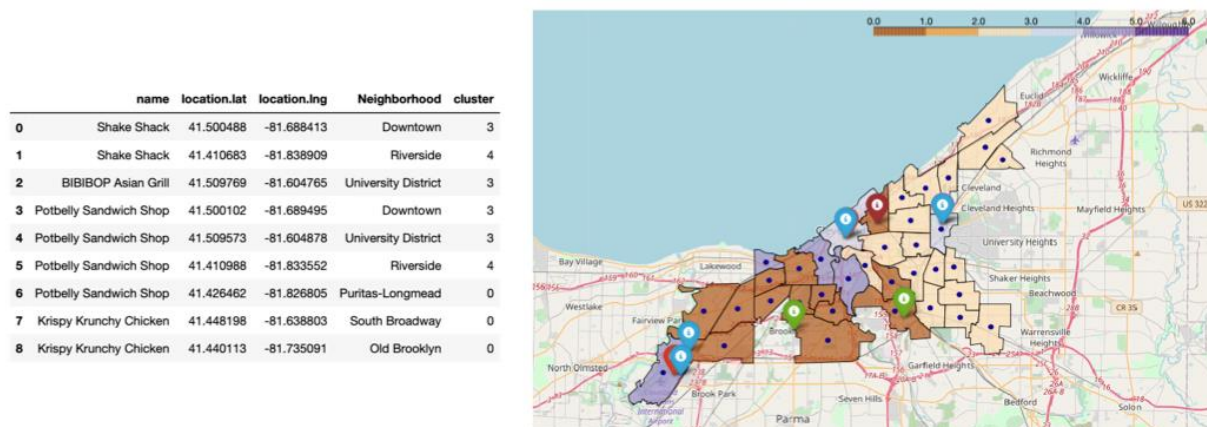 name location.lat location.lng Neighborhood cluster
0 Shake Shack 41.500488 -81.688413 Downtown 3
1 Shake Shack 41.410683 -81.838909 Riverside 4
2 BIBIBOP Asian Grill 41.509769 -81.604765 University District 3
3 Potbelly Sandwich Shop 41.500102 -81.689495 Downtown 3
4 Potbelly Sandwich Shop 41.509573 -81.604878 University District 3
5 Potbelly Sandwich Shop 41.410988 -81.833552 Riverside 4
6 Potbelly Sandwich Shop 41.426462 -81.826805 Puritas-Longmead 0
7 Krispy Krunchy Chicken 41.448198 -81.638803 South Broadway 0
8 Krispy Krunchy Chicken 41.440113 -81.735091 Old Brooklyn 0
0.0 1.0 2.0 3.0 4.0 5.0 6.0
Willowick
Wickliffe
Euclid
Richmond
Heights
Cleveland
Cleveland Heights
Mayfield Heights
US 322
University Heights
Bay Village
Lakewood
Shaker Heights
Beachwood
Westlake
CR 35
Fairview Park
Warrensville
Heights
North Olmsted
Garfield Heights
Brook Park
Seven Hills
Bedford
Solon
International
Airport
Parma